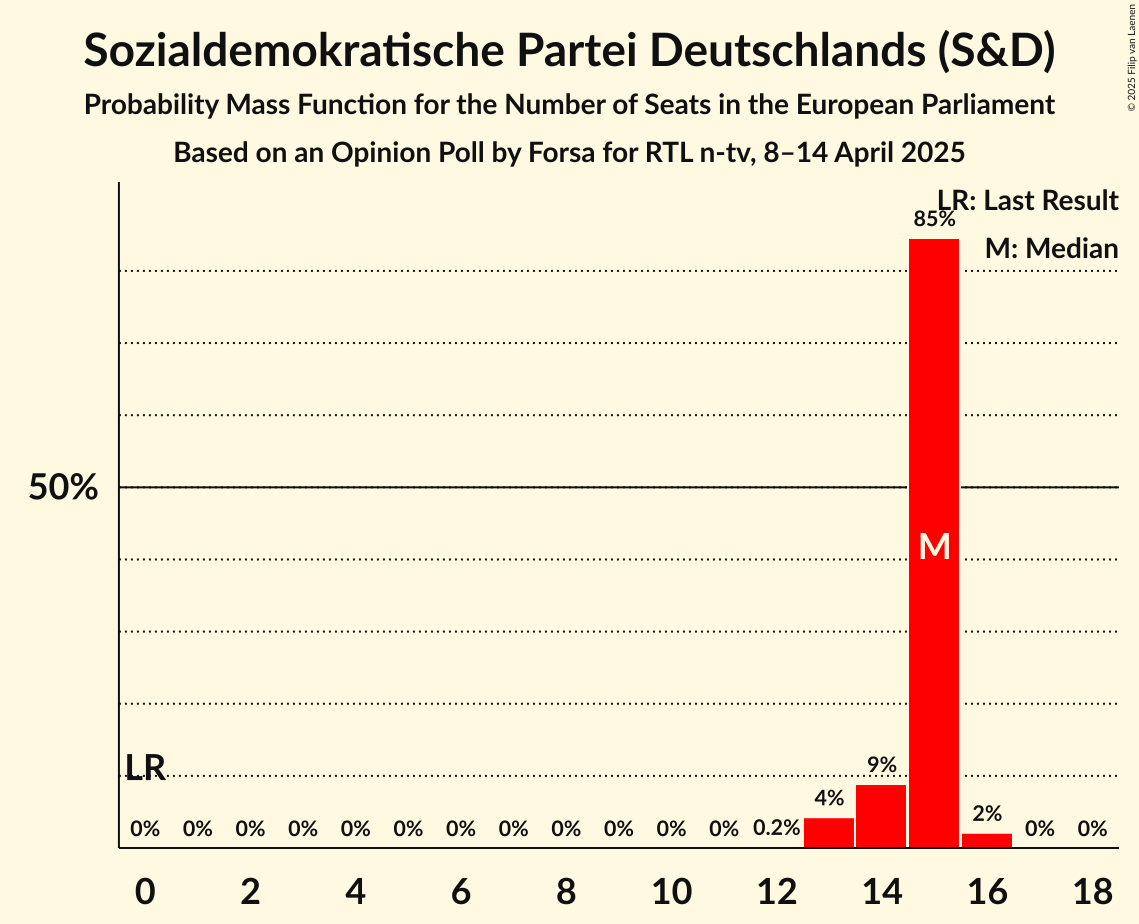 Sozialdemokratische Partei Deutschlands (S&D)
Probability Mass Function for the Number of Seats in the European Parliament
Based on an Opinion Poll by Forsa for RTL n-tv, 8–14 April 2025
© 2025 Filip van Laenen
LR: Last Result
M: Median
85%
50%
M
LR
9%
4%
2%
0% 0% 0% 0% 0% 0% 0% 0% 0% 0% 0% 0% 0.2% 0% 0%
0 2 4 6 8 10 12 14 16 18